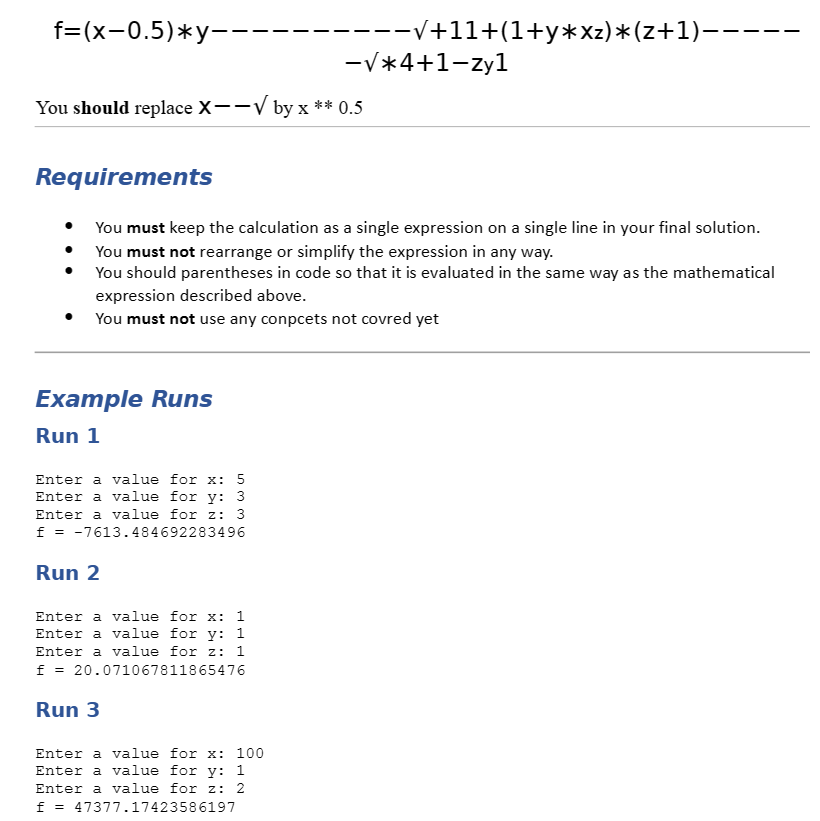 f=(x−0.5)∗y−−−−−−−−−−√+11+(1+y∗xz)∗(z+1)−−−−−
−√∗4+1−zy1
You should replace X−−√ by x ** 0.5
Requirements
• You must keep the calculation as a single expression on a single line in your final solution.
• You must not rearrange or simplify the expression in any way.
• You should parentheses in code so that it is evaluated in the same way as the mathematical
expression described above.
• You must not use any conpcets not covred yet
Example Runs
Run 1
Enter a value for x: 5
Enter a value for y: 3
Enter a value for z: 3
f = -7613.484692283496
Run 2
Enter a value for x: 1
Enter a value for y: 1
Enter a value for z: 1
f = 20.071067811865476
Run 3
Enter a value for x: 100
Enter a value for y: 1
Enter a value for z: 2
f = 47377.17423586197